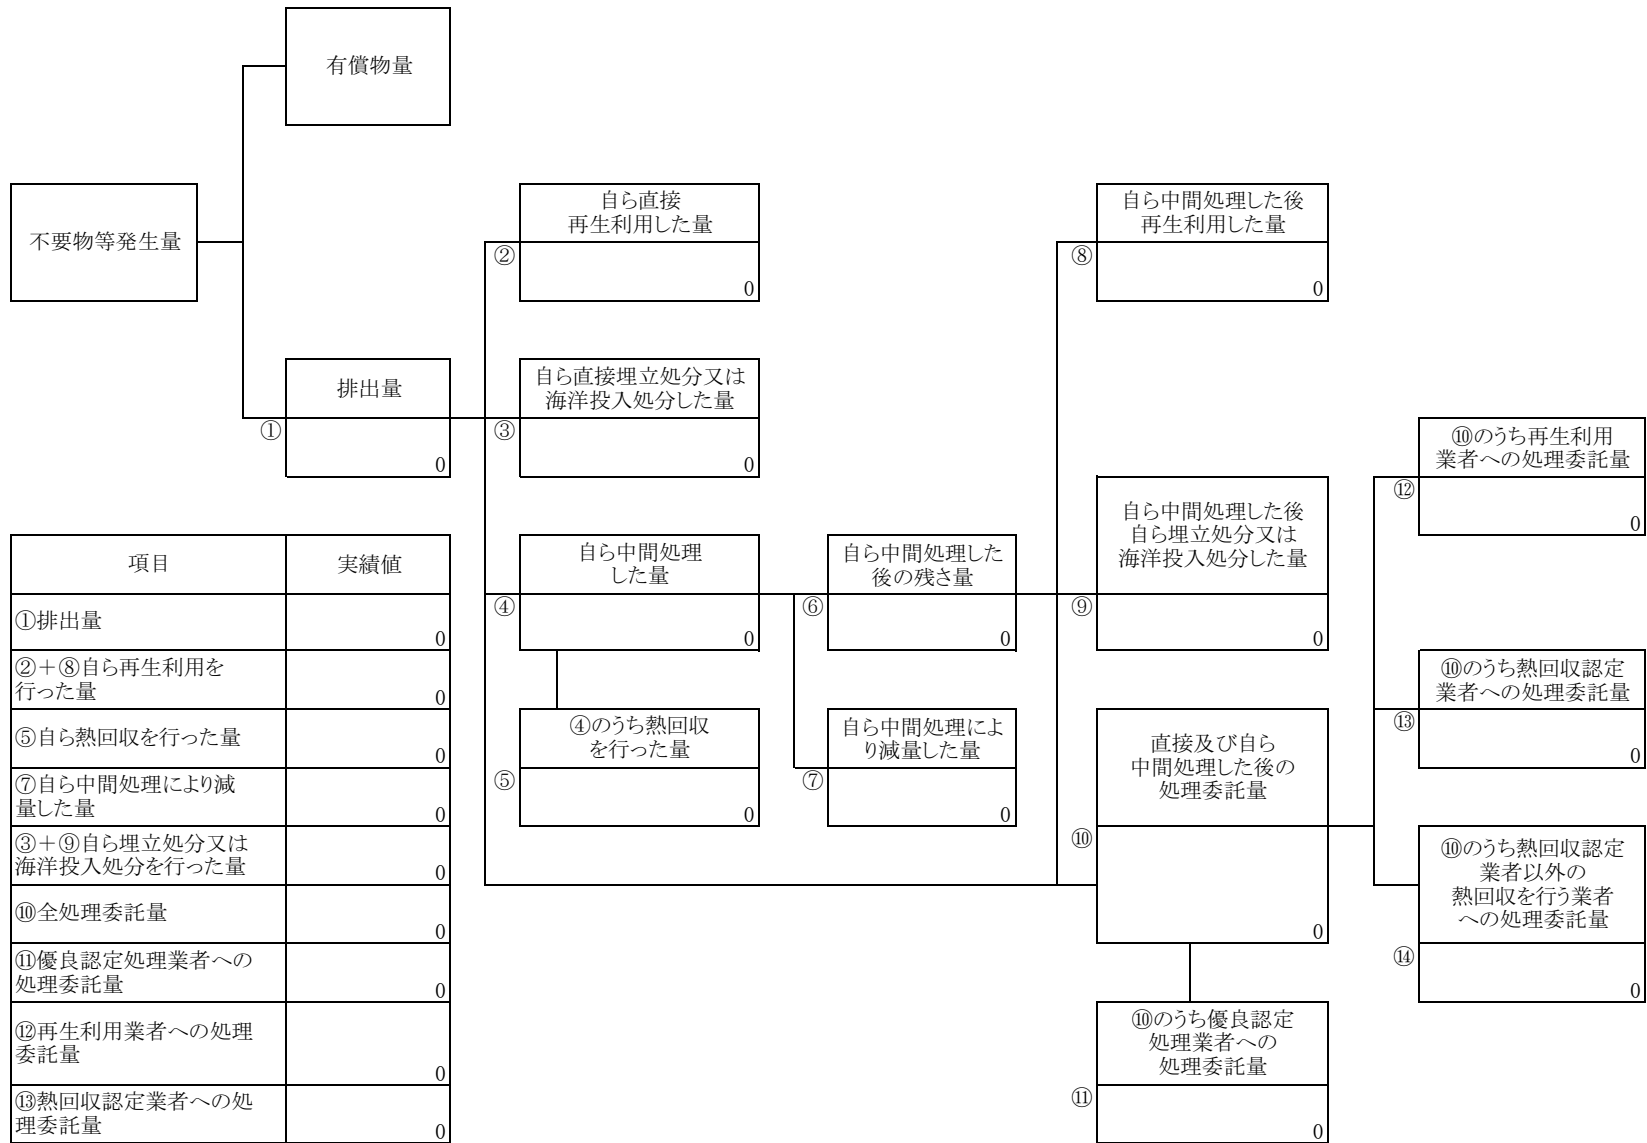 有償物量
不要物等発生量
自ら直接
再生利用した量
②
0
自ら中間処理した後
再生利用した量
⑧
0
排出量
①
0
自ら直接埋立処分又は
海洋投入処分した量
③
0
⑩のうち再生利用
業者への処理委託量
⑫
0
自ら中間処理
した量
④
0
自ら中間処理した
後の残さ量
⑥
0
自ら中間処理した後
自ら埋立処分又は
海洋投入処分した量
⑨
0
⑩のうち熱回収認定
業者への処理委託量
⑬
0
④のうち熱回収
を行った量
⑤
0
自ら中間処理によ
り減量した量
⑦
0
直接及び自ら
中間処理した後の
処理委託量
⑩
0
⑩のうち熱回収認定
業者以外の
熱回収を行う業者
への処理委託量
⑭
0
⑩のうち優良認定
処理業者への
処理委託量
⑪
0
項目 実績値
①排出量
0
②+⑧自ら再生利用を
行った量 0
⑤自ら熱回収を行った量
0
⑦自ら中間処理により減
量した量 0
③+⑨自ら埋立処分又は
海洋投入処分を行った量 0
⑩全処理委託量
0
⑪優良認定処理業者への
処理委託量 0
⑫再生利用業者への処理
委託量
0
⑬熱回収認定業者への処
理委託量 0